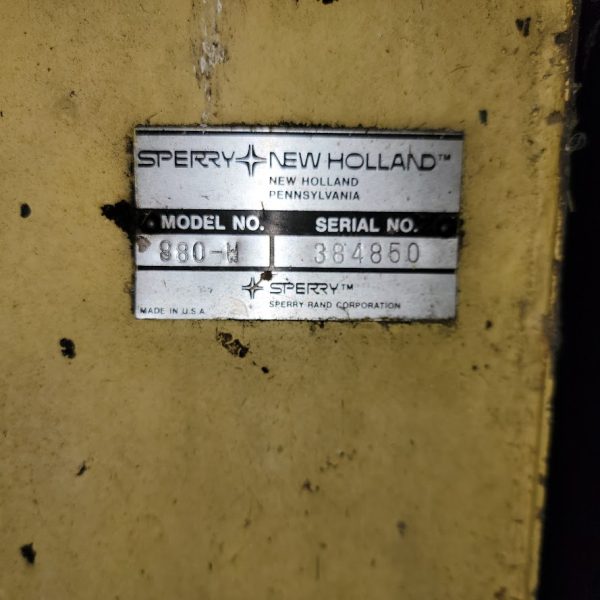 SPERRY NEW HOLLAND™
NEW HOLLAND
PENNSYLVANIA
MODEL NO. SERIAL NO.
880-W 384850
SPERRY™
SPERRY RAND CORPORATION
MADE IN U.S.A.